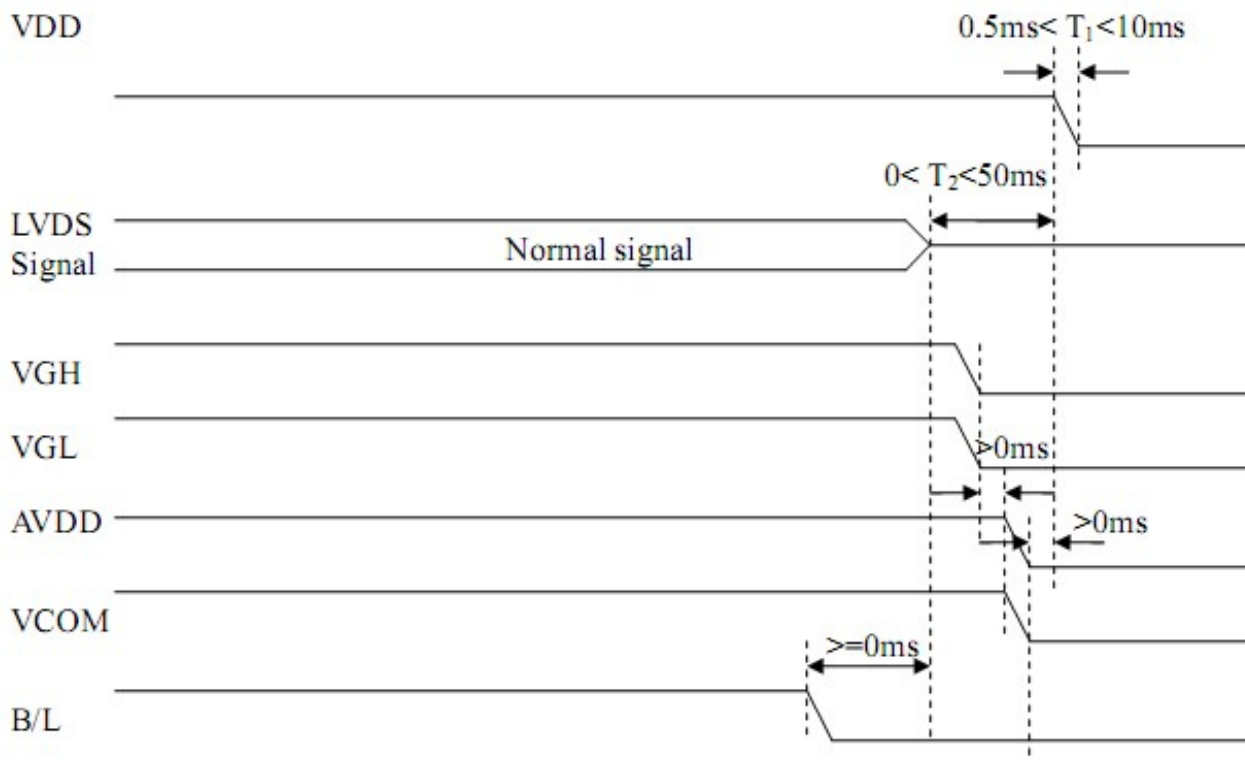 VDD
0.5ms< T₁<10ms
0< T₂<50ms
LVDS
Signal
Normal signal
VGH
VGL
>0ms
AVDD
>0ms
VCOM
>=0ms
B/L